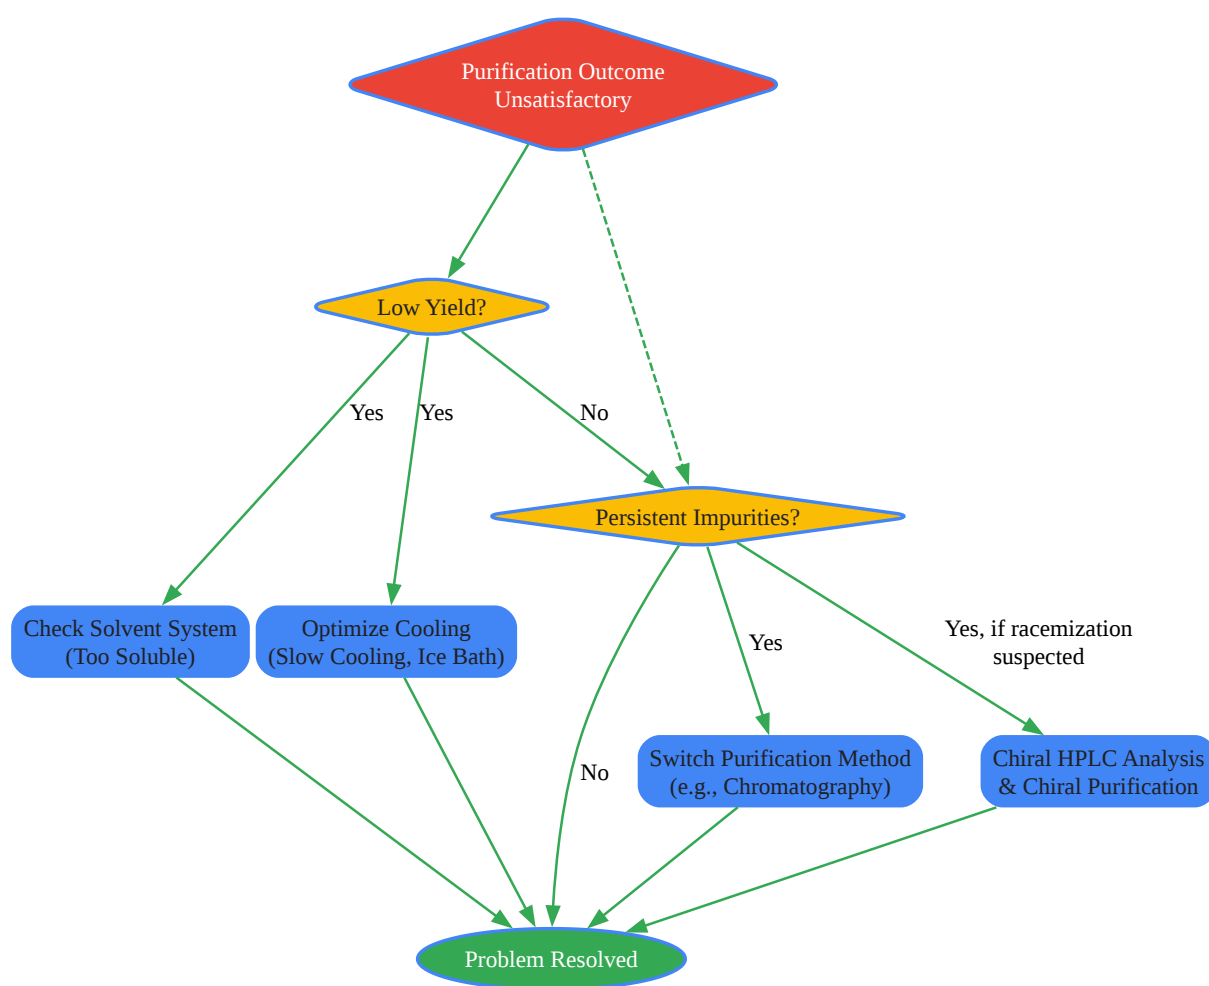 Purification Outcome
Unsatisfactory
Low Yield?
Yes
Yes
No
Persistent Impurities?
Check Solvent System
(Too Soluble)
Optimize Cooling
(Slow Cooling, Ice Bath)
Yes
Yes, if racemization
suspected
No
Switch Purification Method
(e.g., Chromatography)
Chiral HPLC Analysis
& Chiral Purification
Problem Resolved